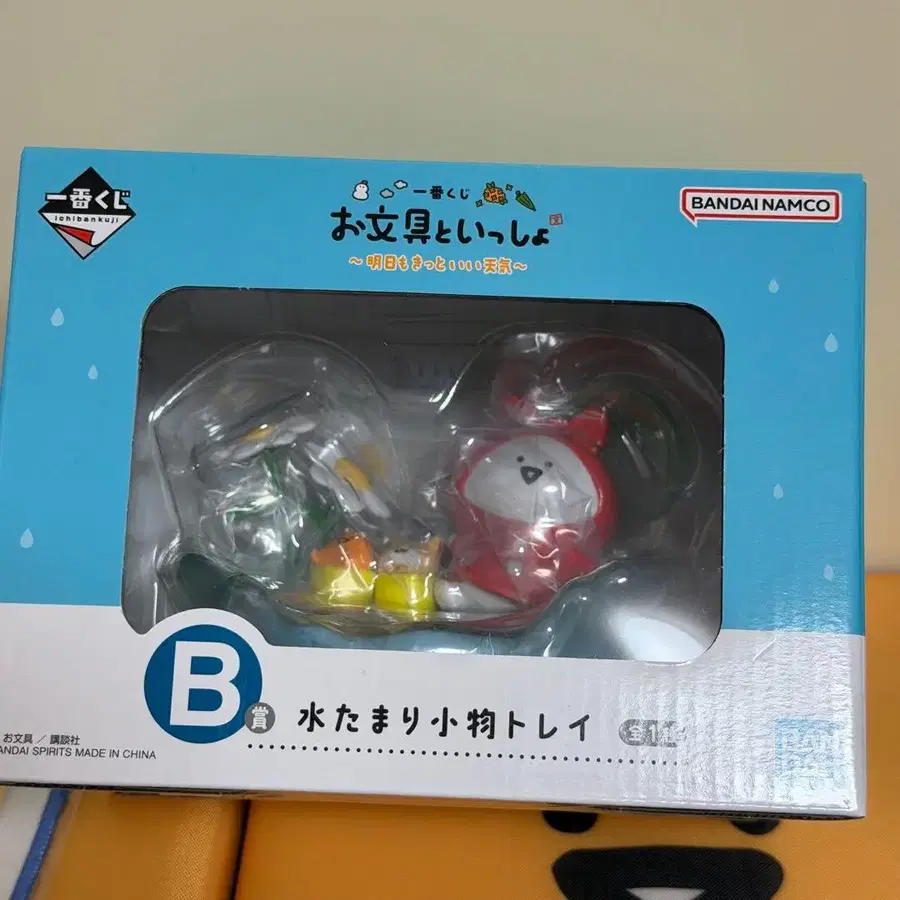 一番くじ
ichibankuji
一番くじ
お文具といっしょ
～明日もきっといい天気～
BANDAI NAMCO
B賞
水たまり小物トレイ
お文具／講談社
ANDAI SPIRITS MADE IN CHINA